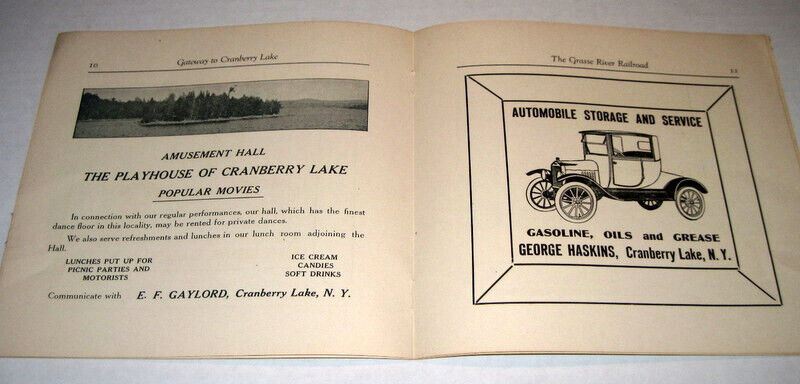 10
Gateway to Cranberry Lake
AMUSEMENT HALL
THE PLAYHOUSE OF CRANBERRY LAKE
POPULAR MOVIES
In connection with our regular performances, our hall, which has the finest
dance floor in this locality, may be rented for private dances.
We also serve refreshments and lunches in our lunch room adjoining the
Hall.
LUNCHES PUT UP FOR
PICNIC PARTIES AND
MOTORISTS
ICE CREAM
CANDIES
SOFT DRINKS
Communicate with E. F. GAYLORD, Cranberry Lake, N. Y.
The Grasse River Railroad
11
AUTOMOBILE STORAGE AND SERVICE
GASOLINE, OILS and GREASE
GEORGE HASKINS, Cranberry Lake, N. Y.